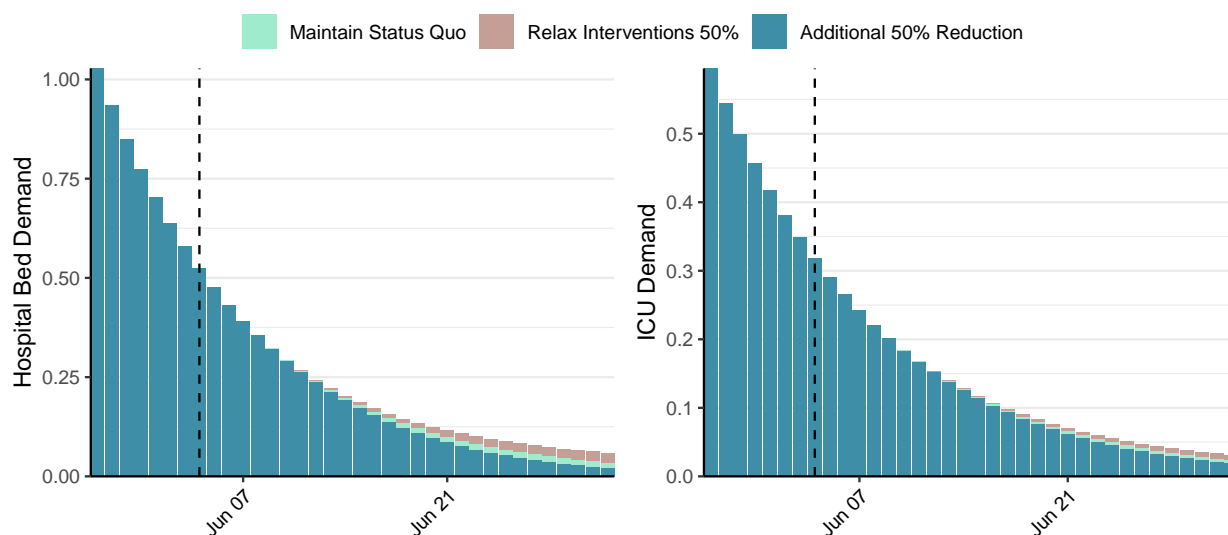 Maintain Status Quo Relax Interventions 50% Additional 50% Reduction
Hospital Bed Demand
1.00
0.75
0.50
0.25
0.00
Jun 07
Jun 21
ICU Demand
0.5
0.4
0.3
0.2
0.1
0.0
Jun 07
Jun 21